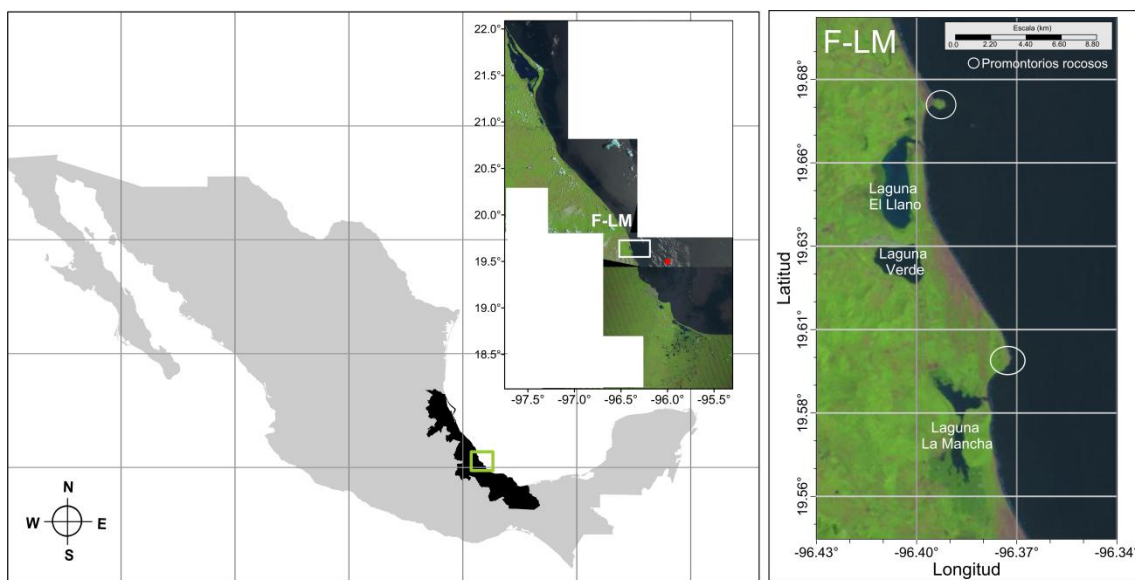 22.0°
21.5°
21.0°
20.5°
20.0°
19.5°
19.0°
18.5°
-97.5°
-97.0°
-96.5°
-96.0°
-95.5°
F-LM
N
W
E
S
F-LM
Escala (km)
0.0
2.20
4.40
6.60
8.80
Promontorios rocosos
Laguna
El Llano
Laguna
Verde
Laguna
La Mancha
Latitud
19.68°
19.66°
19.63°
19.61°
19.58°
19.56°
-96.43°
-96.40°
-96.37°
-96.34°
Longitud